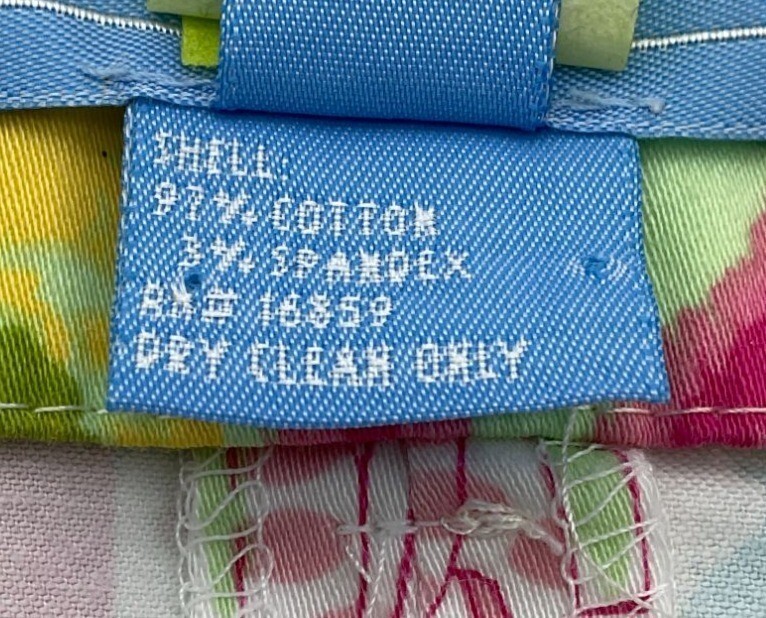 SHELL:
97% COTTON
3% SPANDEX
RN# 16859
DRY CLEAN ONLY